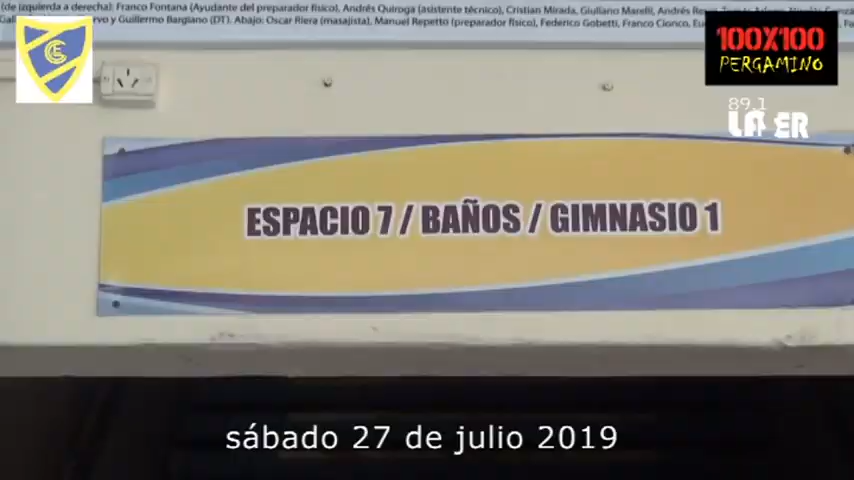 (de izquierda a derecha): Franco Fontana (Ayudante del preparador físico), Andrés Quiroga (asistente técnico), Cristian Mirada, Giuliano Marelli, Andrés
y Guillermo Bargiano (DT). Abajo: Oscar Riera (masajista), Manuel Repetto (preparador físico), Federico Gobetti, Franco Cionco,
100X100
PERGAMINO
89.1
ESPACIO 7 / BAÑOS / GIMNASIO 1
sábado 27 de julio 2019